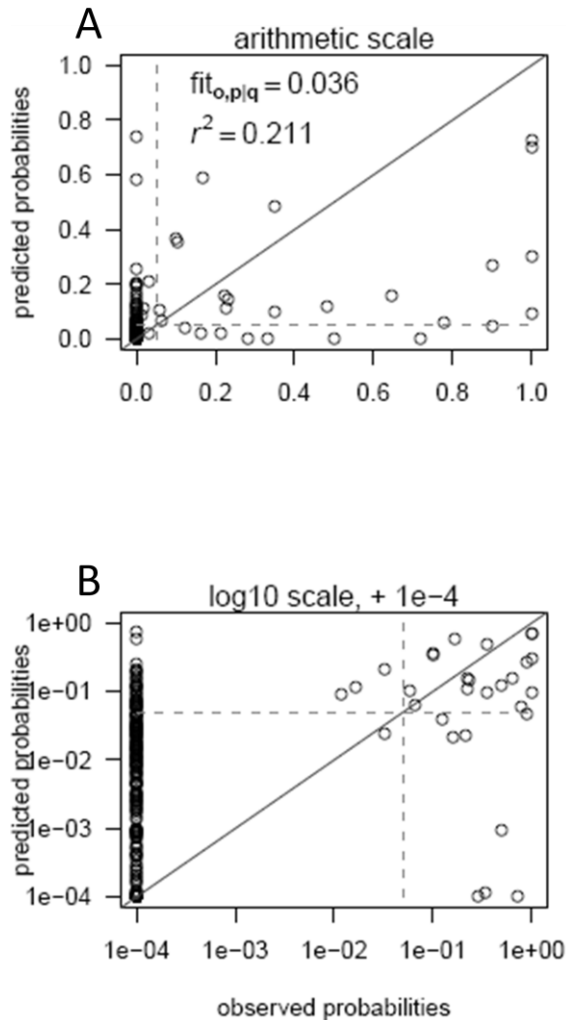 A
arithmetic scale
fit o,p|q = 0.036
r² = 0.211
predicted probabilities
1.0
0.8
0.6
0.4
0.2
0.0
0.0 0.2 0.4 0.6 0.8 1.0
B
log10 scale, + 1e−4
predicted probabilities
1e+00
1e−01
1e−02
1e−03
1e−04
1e−04 1e−03 1e−02 1e−01 1e+00
observed probabilities